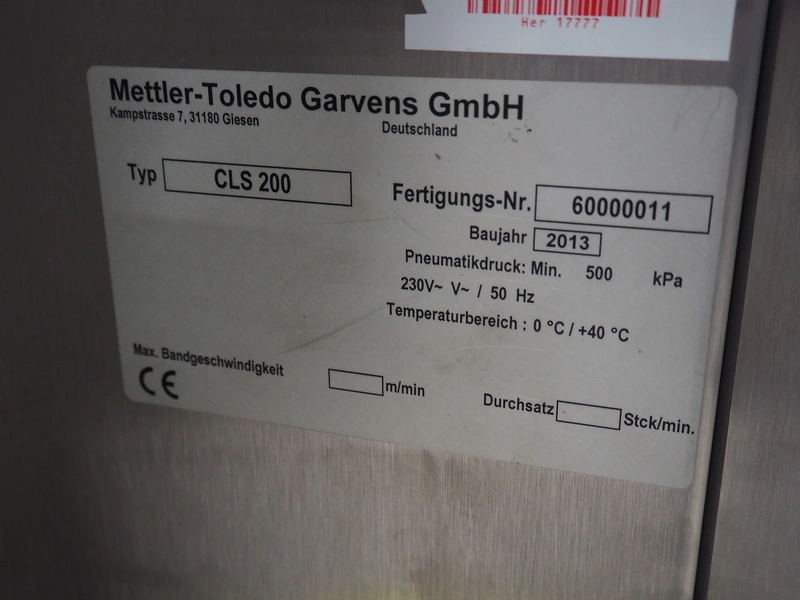 Her 17777
Mettler-Toledo Garvens GmbH
Kampstrasse 7, 31180 Giesen
Deutschland
Typ CLS 200
Fertigungs-Nr. 60000011
Baujahr 2013
Pneumatikdruck: Min. 500 kPa
230V~ V~ / 50 Hz
Temperaturbereich : 0 °C / +40 °C
Max. Bandgeschwindigkeit m/min
CE
Durchsatz Stck/min.